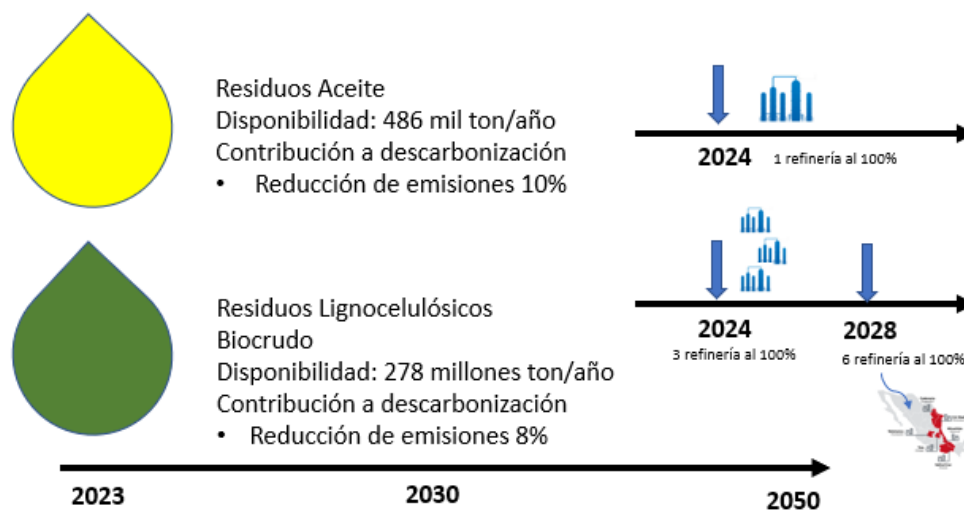 Residuos Aceite
Disponibilidad: 486 mil ton/año
Contribución a descarbonización
• Reducción de emisiones 10%
2024 1 refinería al 100%
Residuos Lignocelulósicos
Biocrudo
Disponibilidad: 278 millones ton/año
Contribución a descarbonización
• Reducción de emisiones 8%
2024 2028
3 refinería al 100% 6 refinería al 100%
2023 2030 2050